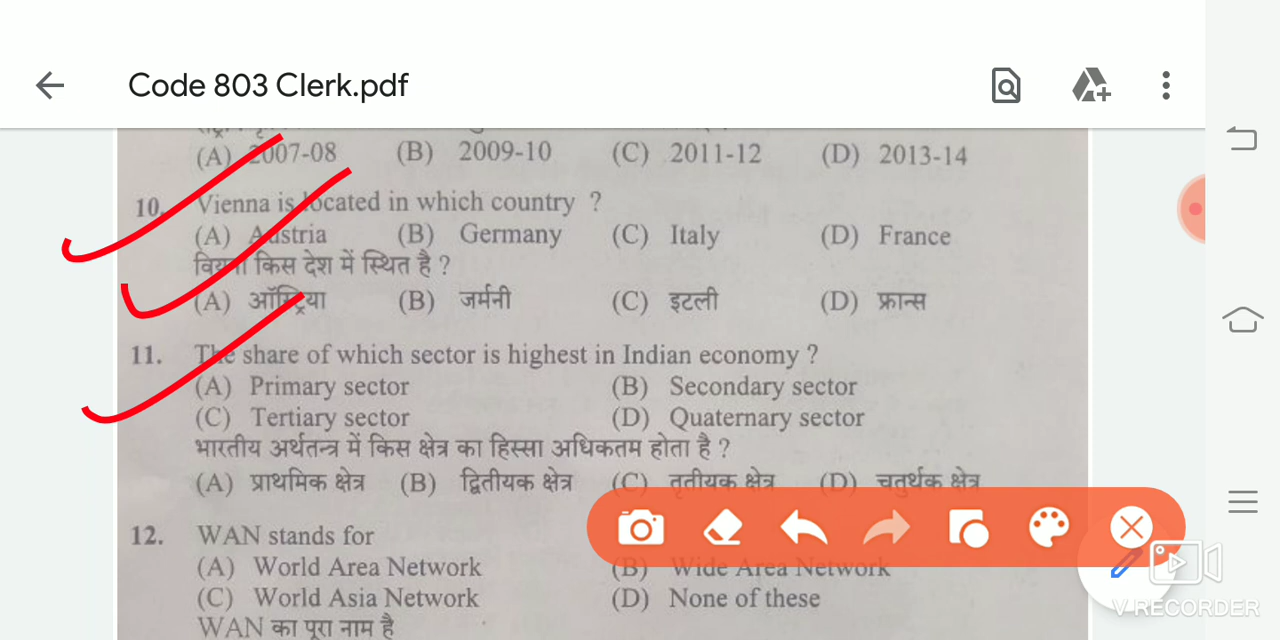 Code 803 Clerk.pdf
(A) 2007-08 (B) 2009-10 (C) 2011-12 (D) 2013-14
10. Vienna is located in which country ?
(A) Austria (B) Germany (C) Italy (D) France
वियना किस देश में स्थित है ?
(A) ऑस्ट्रिया (B) जर्मनी (C) इटली (D) फ्रान्स
11. The share of which sector is highest in Indian economy ?
(A) Primary sector (B) Secondary sector
(C) Tertiary sector (D) Quaternary sector
भारतीय अर्थतन्त्र में किस क्षेत्र का हिस्सा अधिकतम होता है ?
(A) प्राथमिक क्षेत्र (B) द्वितीयक क्षेत्र (C) तृतीयक क्षेत्र (D) चतुर्थक क्षेत्र
12. WAN stands for
(A) World Area Network (B) Wide Area Network
(C) World Asia Network (D) None of these
WAN का पूरा नाम है
V RECORDER